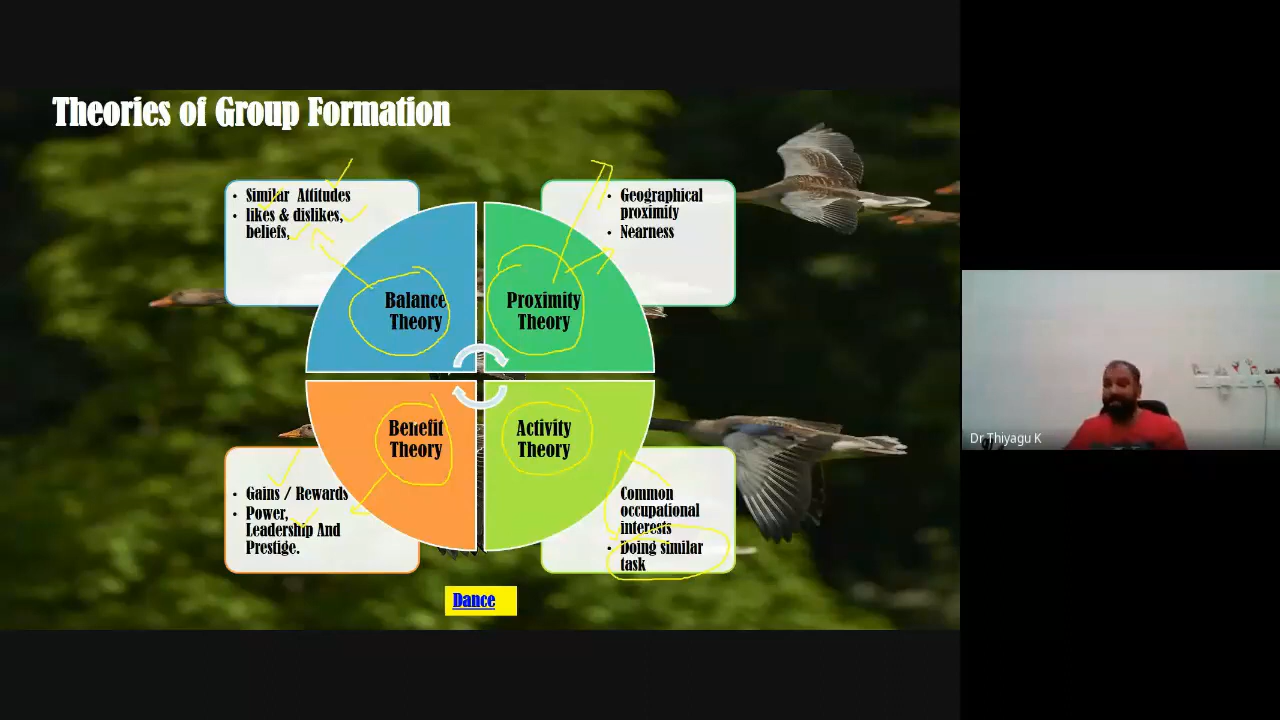 Theories of Group Formation
• Similar Attitudes
• likes & dislikes,
beliefs,
• Geographical
proximity
• Nearness
Balance
Theory
Proximity
Theory
Benefit
Theory
Activity
Theory
• Gains / Rewards
• Power,
Leadership And
Prestige.
Common
occupational
interests
• Doing similar
task
Dance
Dr Thiyagu K